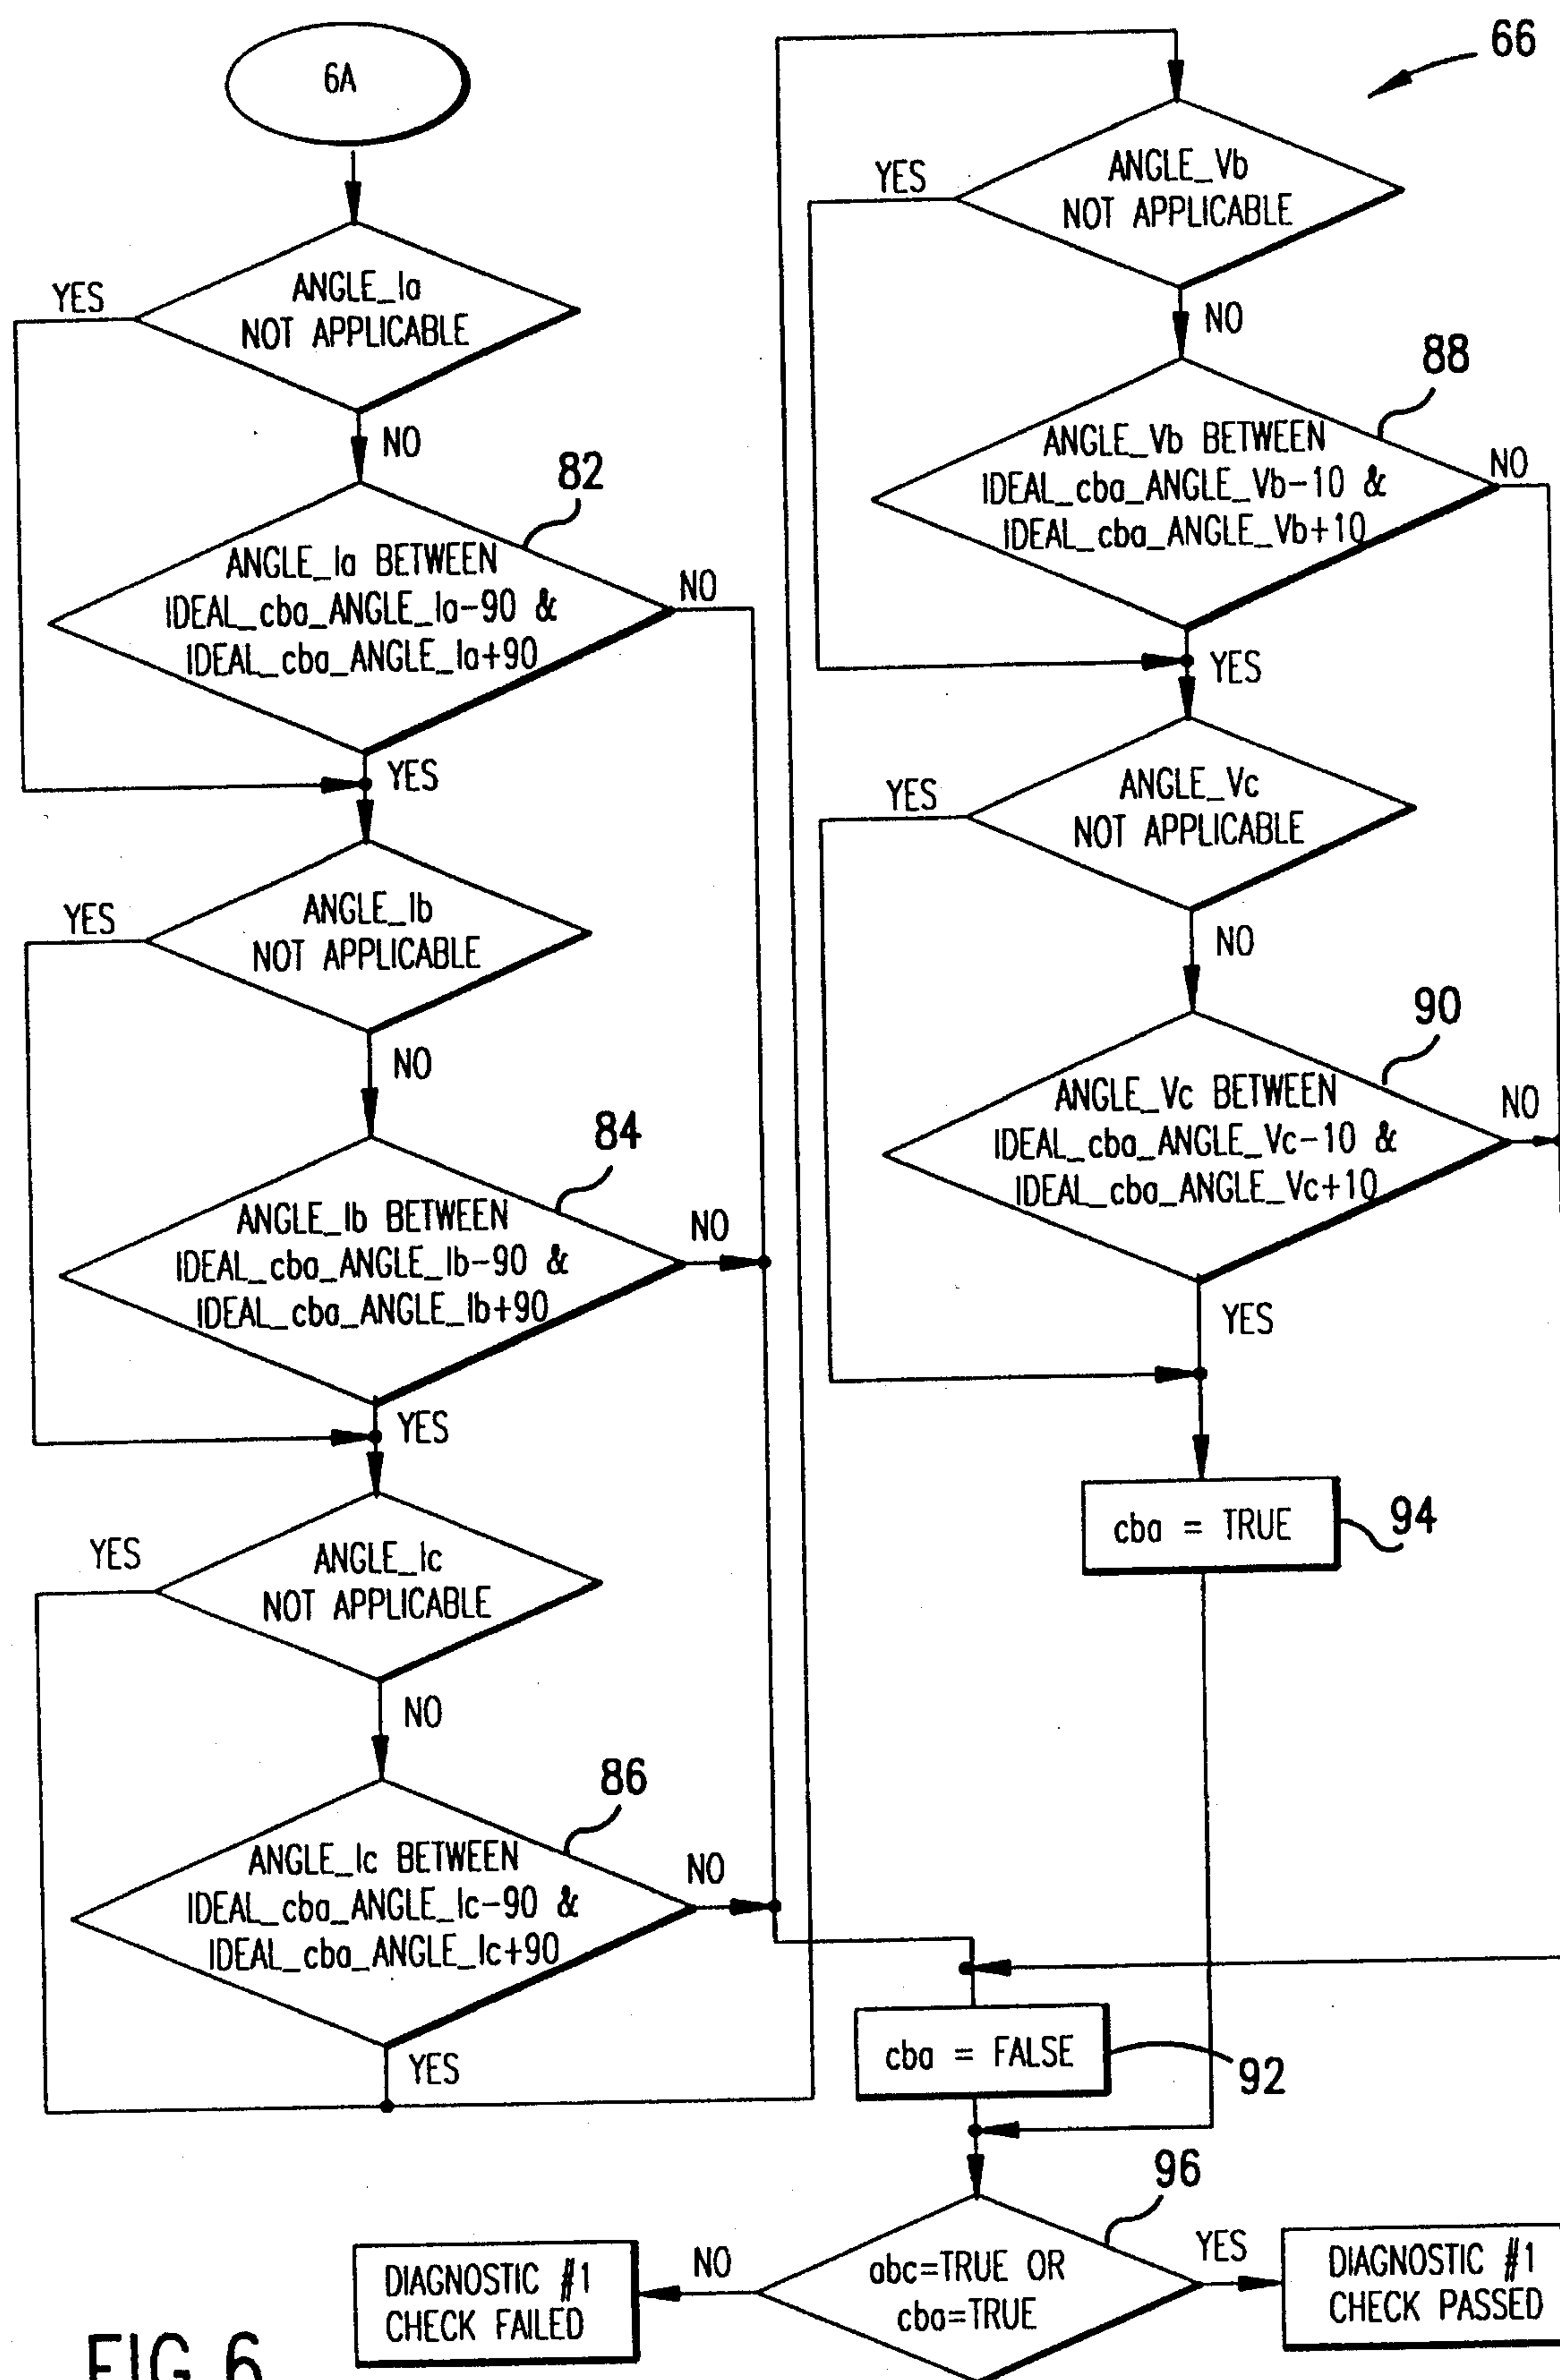 6A
YES
ANGLE_Ia
NOT APPLICABLE
NO
82
ANGLE_Ia BETWEEN
IDEAL_cba_ANGLE_Ia-90 &
IDEAL_cba_ANGLE_Ia+90
NO
YES
YES
ANGLE_Ib
NOT APPLICABLE
NO
84
ANGLE_Ib BETWEEN
IDEAL_cba_ANGLE_Ib-90 &
IDEAL_cba_ANGLE_Ib+90
NO
YES
YES
ANGLE_Ic
NOT APPLICABLE
NO
86
ANGLE_Ic BETWEEN
IDEAL_cba_ANGLE_Ic-90 &
IDEAL_cba_ANGLE_Ic+90
NO
YES
66
YES
ANGLE_Vb
NOT APPLICABLE
NO
88
ANGLE_Vb BETWEEN
IDEAL_cba_ANGLE_Vb-10 &
IDEAL_cba_ANGLE_Vb+10
NO
YES
YES
ANGLE_Vc
NOT APPLICABLE
NO
90
ANGLE_Vc BETWEEN
IDEAL_cba_ANGLE_Vc-10 &
IDEAL_cba_ANGLE_Vc+10
NO
YES
cba = TRUE
94
cba = FALSE
92
96
abc=TRUE OR
cba=TRUE
NO
DIAGNOSTIC #1
CHECK FAILED
YES
DIAGNOSTIC #1
CHECK PASSED
FIG 6